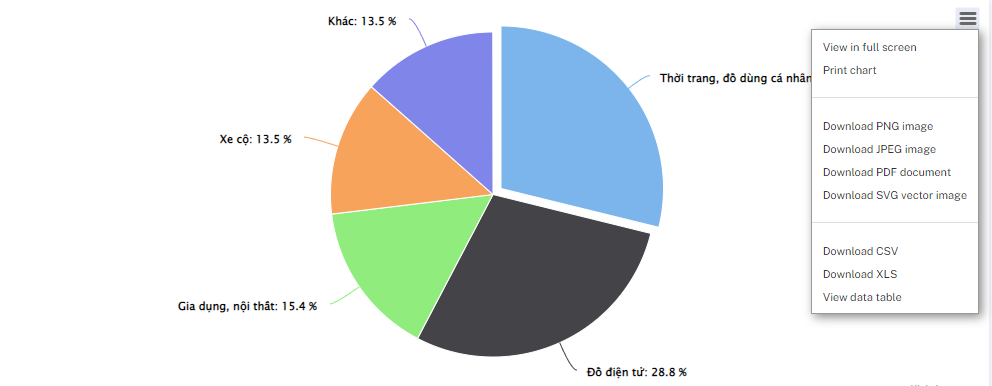 Khác: 13.5 %
Thời trang, đồ dùng cá nhân
Xe cộ: 13.5 %
Gia dụng, nội thất: 15.4 %
Đồ điện tử: 28.8 %
View in full screen
Print chart
Download PNG image
Download JPEG image
Download PDF document
Download SVG vector image
Download CSV
Download XLS
View data table